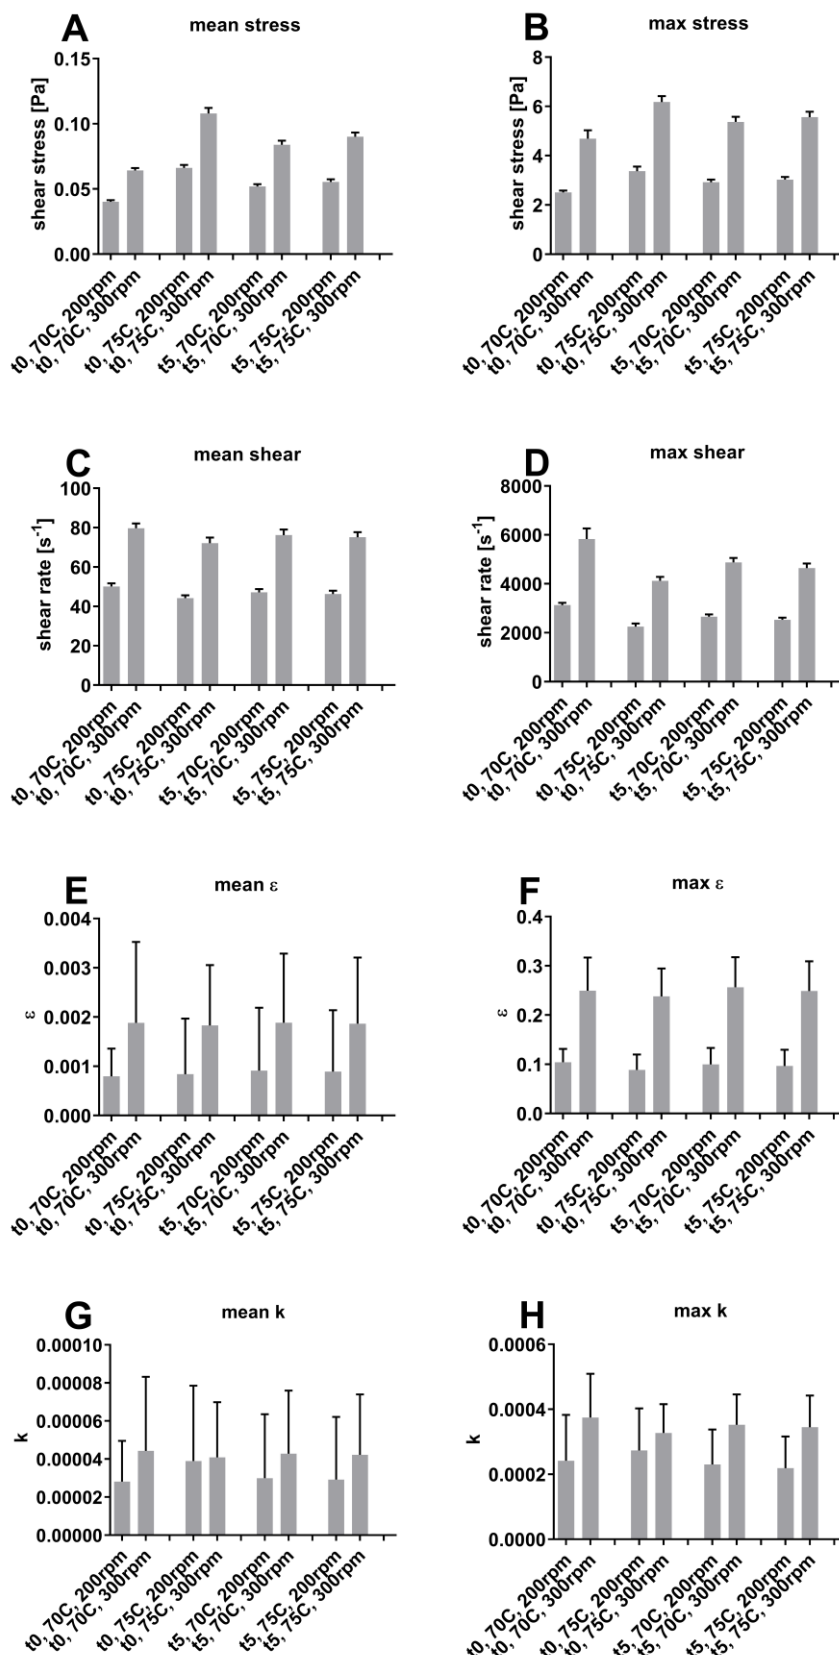 A
mean stress
shear stress [Pa]
0.15
0.10
0.05
0.00
t0, 70C, 200rpm
t0, 70C, 300rpm
t0, 75C, 200rpm
t0, 75C, 300rpm
t5, 70C, 200rpm
t5, 70C, 300rpm
t5, 75C, 200rpm
t5, 75C, 300rpm
B
max stress
shear stress [Pa]
8
6
4
2
0
t0, 70C, 200rpm
t0, 70C, 300rpm
t0, 75C, 200rpm
t0, 75C, 300rpm
t5, 70C, 200rpm
t5, 70C, 300rpm
t5, 75C, 200rpm
t5, 75C, 300rpm
C
mean shear
shear rate [s⁻¹]
100
80
60
40
20
0
t0, 70C, 200rpm
t0, 70C, 300rpm
t0, 75C, 200rpm
t0, 75C, 300rpm
t5, 70C, 200rpm
t5, 70C, 300rpm
t5, 75C, 200rpm
t5, 75C, 300rpm
D
max shear
shear rate [s⁻¹]
8000
6000
4000
2000
0
t0, 70C, 200rpm
t0, 70C, 300rpm
t0, 75C, 200rpm
t0, 75C, 300rpm
t5, 70C, 200rpm
t5, 70C, 300rpm
t5, 75C, 200rpm
t5, 75C, 300rpm
E
mean ε
ε
0.004
0.003
0.002
0.001
0.000
t0, 70C, 200rpm
t0, 70C, 300rpm
t0, 75C, 200rpm
t0, 75C, 300rpm
t5, 70C, 200rpm
t5, 70C, 300rpm
t5, 75C, 200rpm
t5, 75C, 300rpm
F
max ε
ε
0.4
0.3
0.2
0.1
0.0
t0, 70C, 200rpm
t0, 70C, 300rpm
t0, 75C, 200rpm
t0, 75C, 300rpm
t5, 70C, 200rpm
t5, 70C, 300rpm
t5, 75C, 200rpm
t5, 75C, 300rpm
G
mean k
k
0.00010
0.00008
0.00006
0.00004
0.00002
0.00000
t0, 70C, 200rpm
t0, 70C, 300rpm
t0, 75C, 200rpm
t0, 75C, 300rpm
t5, 70C, 200rpm
t5, 70C, 300rpm
t5, 75C, 200rpm
t5, 75C, 300rpm
H
max k
k
0.0006
0.0004
0.0002
0.0000
t0, 70C, 200rpm
t0, 70C, 300rpm
t0, 75C, 200rpm
t0, 75C, 300rpm
t5, 70C, 200rpm
t5, 70C, 300rpm
t5, 75C, 200rpm
t5, 75C, 300rpm